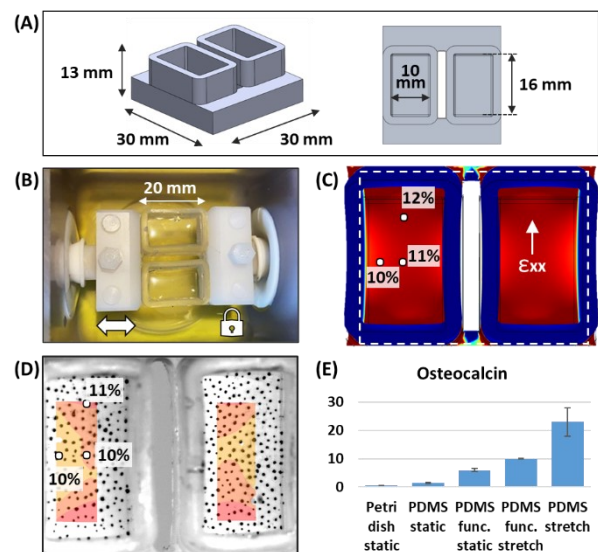 (A)
13 mm
30 mm
30 mm
10
mm
16 mm
(B)
20 mm
(C)
12%
10%
11%
εxx
(D)
11%
10%
10%
(E)
Osteocalcin
30
20
10
0
Petri
dish
static
PDMS
static
PDMS
func.
static
PDMS
func.
stretch
PDMS
stretch